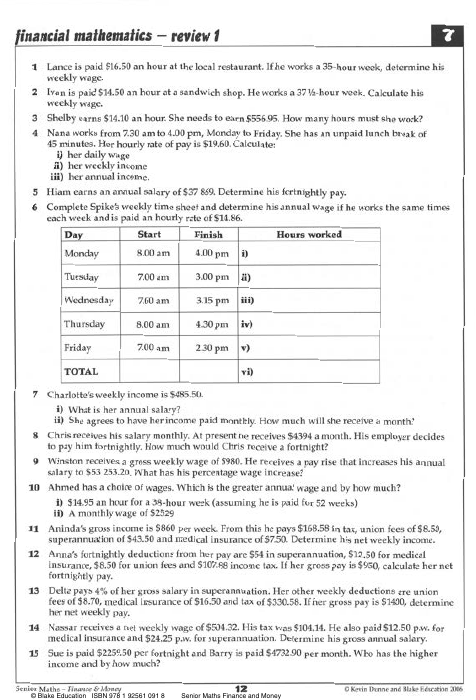 financial mathematics – review 1
7
1 Lance is paid $16.50 an hour at the local restaurant. If he works a 35-hour week, determine his
weekly wage.
2 Ivan is paid $14.50 an hour at a sandwich shop. He works a 37 ½-hour week. Calculate his
weekly wage.
3 Shelby earns $14.10 an hour. She needs to earn $556.95. How many hours must she work?
4 Nana works from 7.30 am to 4.00 pm, Monday to Friday. She has an unpaid lunch break of
45 minutes. Her hourly rate of pay is $19.60. Calculate:
i) her daily wage
ii) her weekly income
iii) her annual income.
5 Hiam earns an annual salary of $37 869. Determine his fortnightly pay.
6 Complete Spike's weekly time sheet and determine his annual wage if he works the same times
each week and is paid an hourly rate of $14.86.
Day Start Finish Hours worked
Monday 8.00 am 4.00 pm i)
Tuesday 7.00 am 3.00 pm ii)
Wednesday 7.60 am 3.15 pm iii)
Thursday 8.00 am 4.30 pm iv)
Friday 7.00 am 2.30 pm v)
TOTAL vi)
7 Charlotte's weekly income is $485.50.
i) What is her annual salary?
ii) She agrees to have her income paid monthly. How much will she receive a month?
8 Chris receives his salary monthly. At present he receives $4394 a month. His employer decides
to pay him fortnightly. How much would Chris receive a fortnight?
9 Winston receives a gross weekly wage of $980. He receives a pay rise that increases his annual
salary to $53 253.20. What has his percentage wage increase?
10 Ahmed has a choice of wages. Which is the greater annual wage and by how much?
i) $14.95 an hour for a 38-hour week (assuming he is paid for 52 weeks)
ii) A monthly wage of $2529
11 Aninda's gross income is $860 per week. From this he pays $168.58 in tax, union fees of $8.50,
superannuation of $43.50 and medical insurance of $7.50. Determine his net weekly income.
12 Anna's fortnightly deductions from her pay are $54 in superannuation, $12.50 for medical
insurance, $8.50 for union fees and $107.88 income tax. If her gross pay is $950, calculate her net
fortnightly pay.
13 Delta pays 4% of her gross salary in superannuation. Her other weekly deductions are union
fees of $8.70, medical insurance of $16.50 and tax of $330.58. If her gross pay is $1400, determine
her net weekly pay.
14 Nassar receives a net weekly wage of $504.32. His tax was $104.14. He also paid $12.50 p.w. for
medical insurance and $24.25 p.w. for superannuation. Determine his gross annual salary.
15 Sue is paid $2250.50 per fortnight and Barry is paid $4732.90 per month. Who has the higher
income and by how much?
Senior Maths – Finance & Money
12
© Kevin Dunne and Blake Education 2006
© Blake Education ISBN 978 1 92561 091 8 Senior Maths Finance and Money